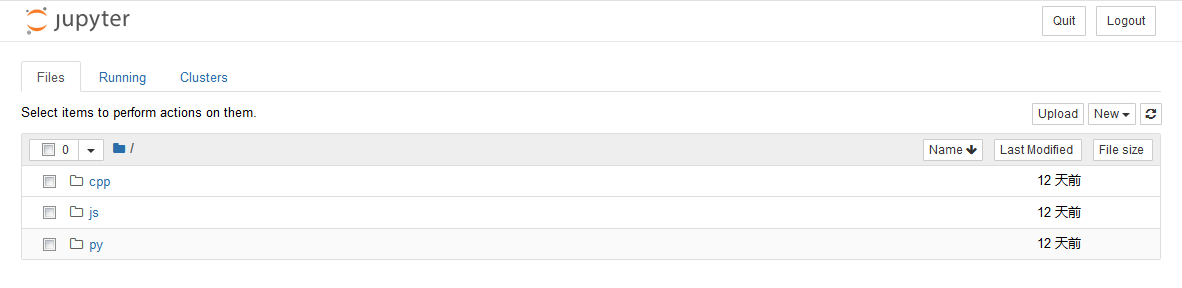 jupyter Quit Logout
Files Running Clusters
Select items to perform actions on them. Upload New
0 / Name Last Modified File size
cpp 12 天前
js 12 天前
py 12 天前